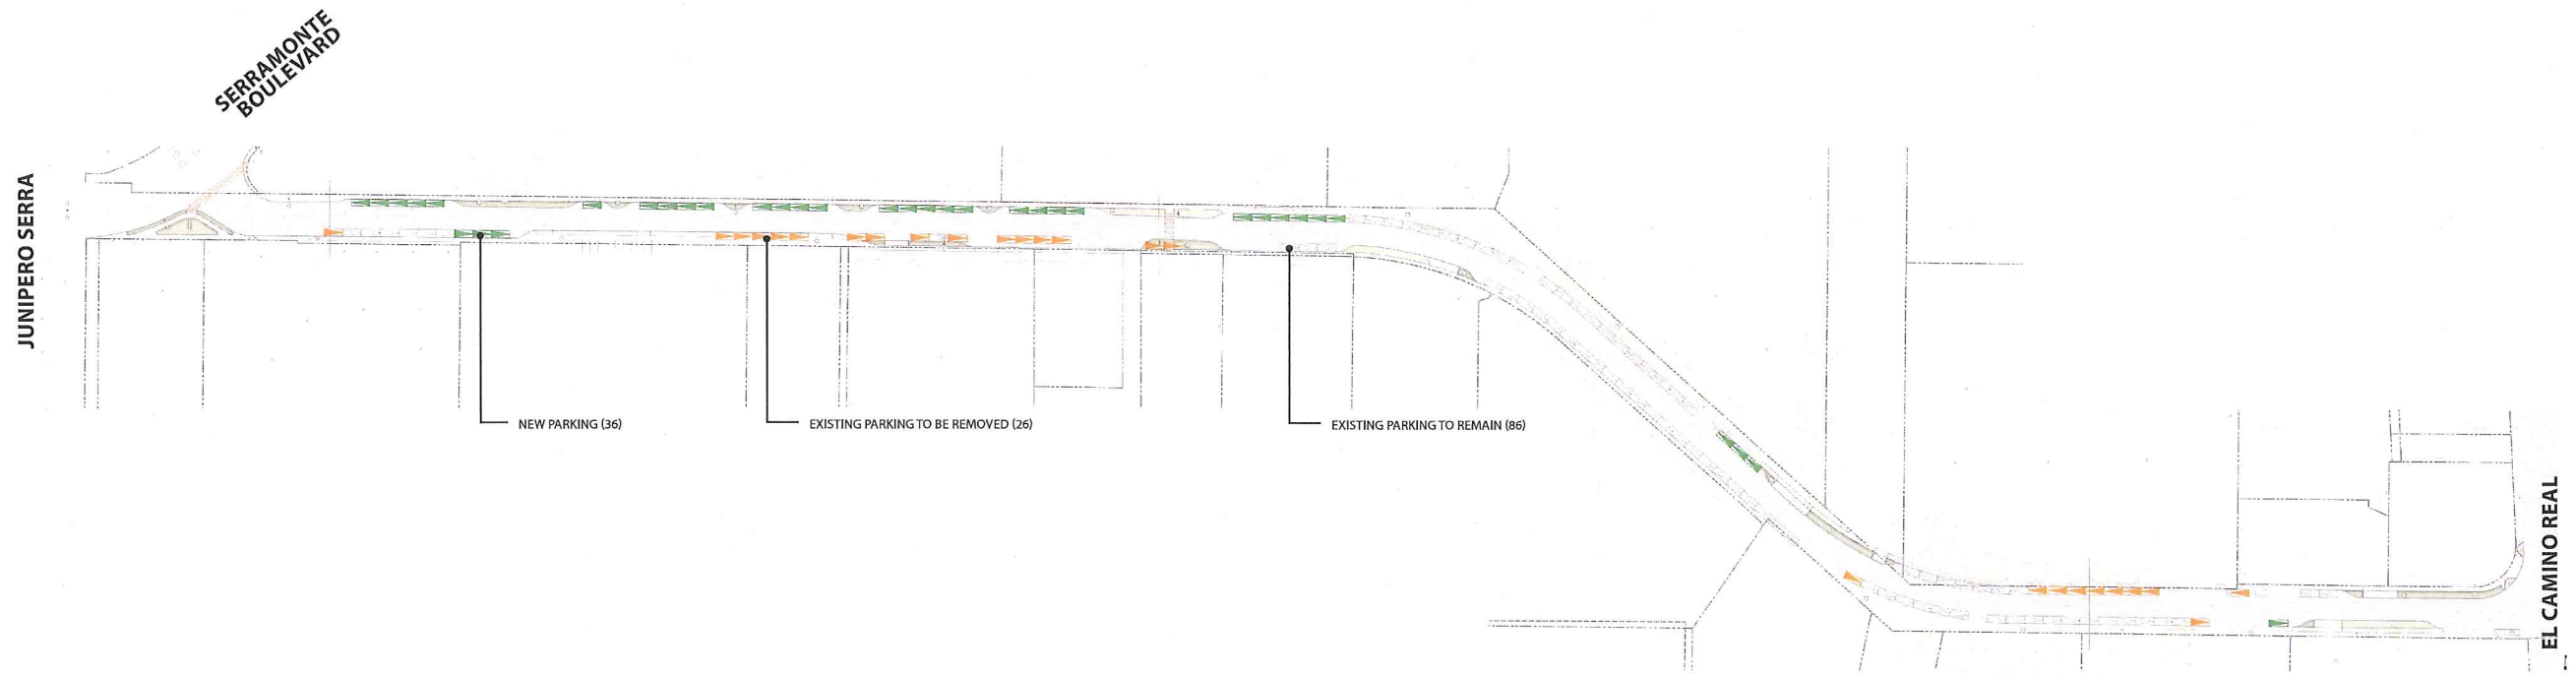 SERRAMONTE
BOULEVARD
JUNIPERO SERRA
NEW PARKING (36)
EXISTING PARKING TO BE REMOVED (26)
EXISTING PARKING TO REMAIN (86)
EL CAMINO REAL